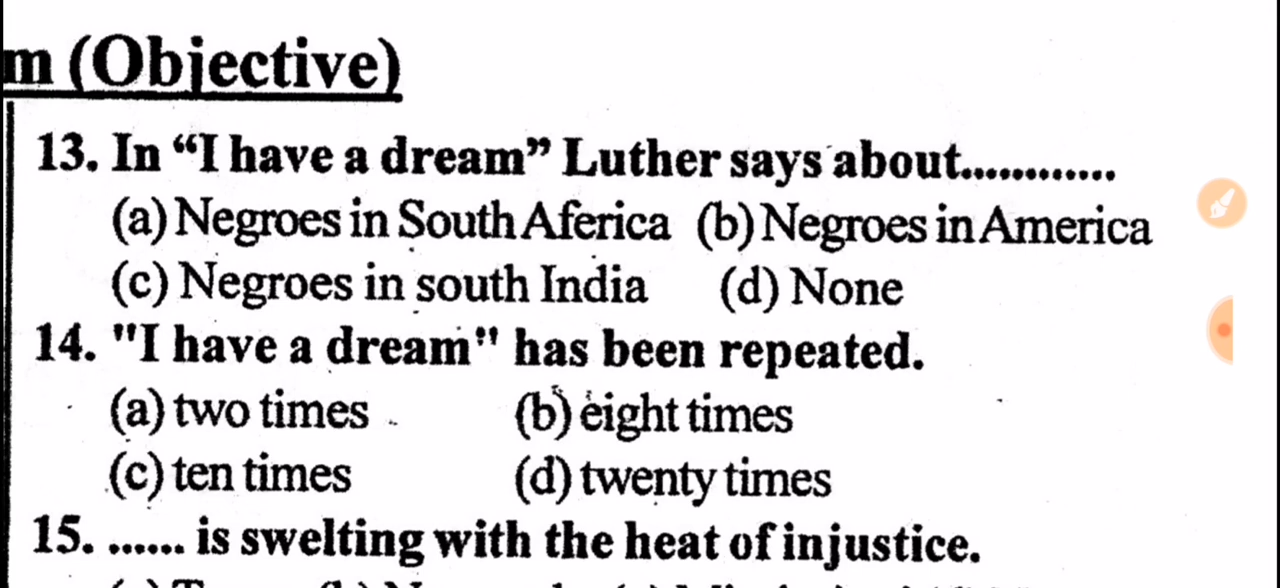 m (Objective)
13. In “I have a dream” Luther says about............
(a) Negroes in South Aferica (b) Negroes in America
(c) Negroes in south India (d) None
14. "I have a dream" has been repeated.
(a) two times (b) eight times
(c) ten times (d) twenty times
15. ...... is swelting with the heat of injustice.